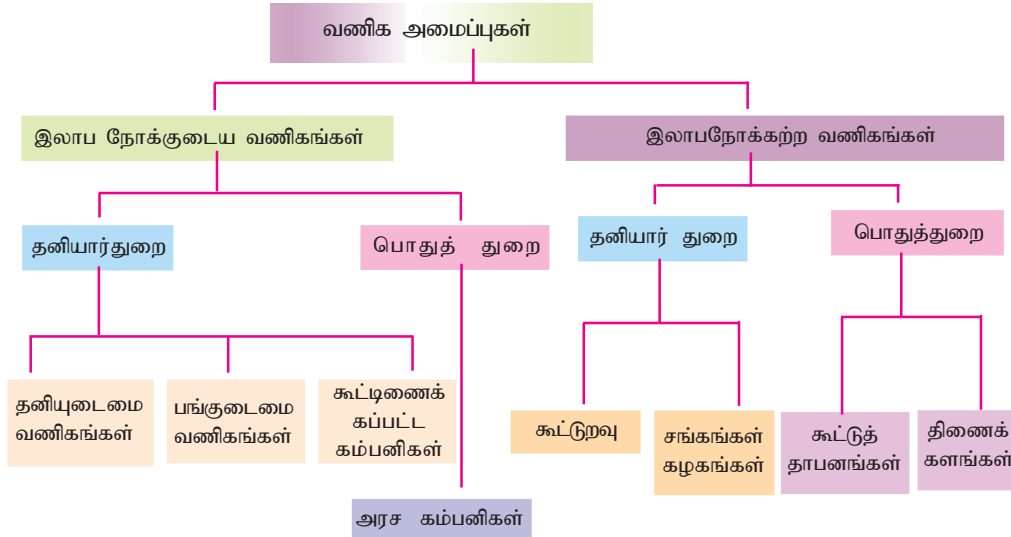 வணிக அமைப்புகள்
இலாப நோக்குடைய வணிகங்கள்
இலாபநோக்கற்ற வணிகங்கள்
தனியார்துறை
பொதுத் துறை
தனியார் துறை
பொதுத்துறை
தனியுடைமை
வணிகங்கள்
பங்குடைமை
வணிகங்கள்
கூட்டிணைக்
கப்பட்ட
கம்பனிகள்
கூட்டுறவு
சங்கங்கள்
கழகங்கள்
கூட்டுத்
தாபனங்கள்
திணைக்
களங்கள்
அரச கம்பனிகள்